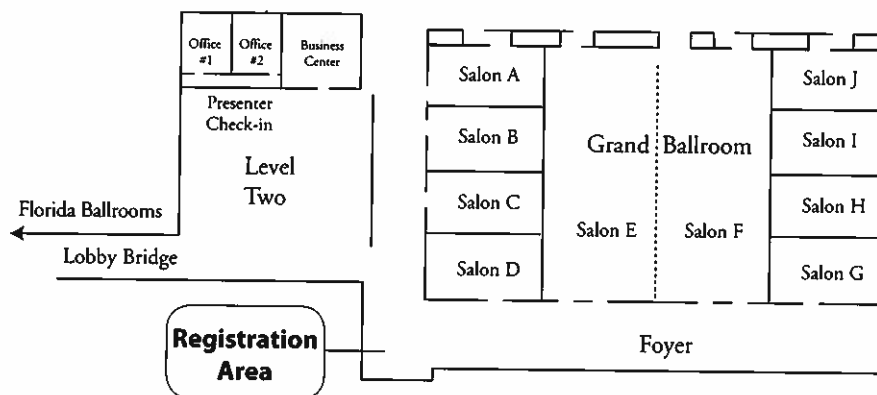 Office
#1
Office
#2
Business
Center
Presenter
Check-in
Level
Two
Florida Ballrooms
Lobby Bridge
Registration
Area
Salon A
Salon B
Salon C
Salon D
Grand Ballroom
Salon E
Salon F
Salon J
Salon I
Salon H
Salon G
Foyer